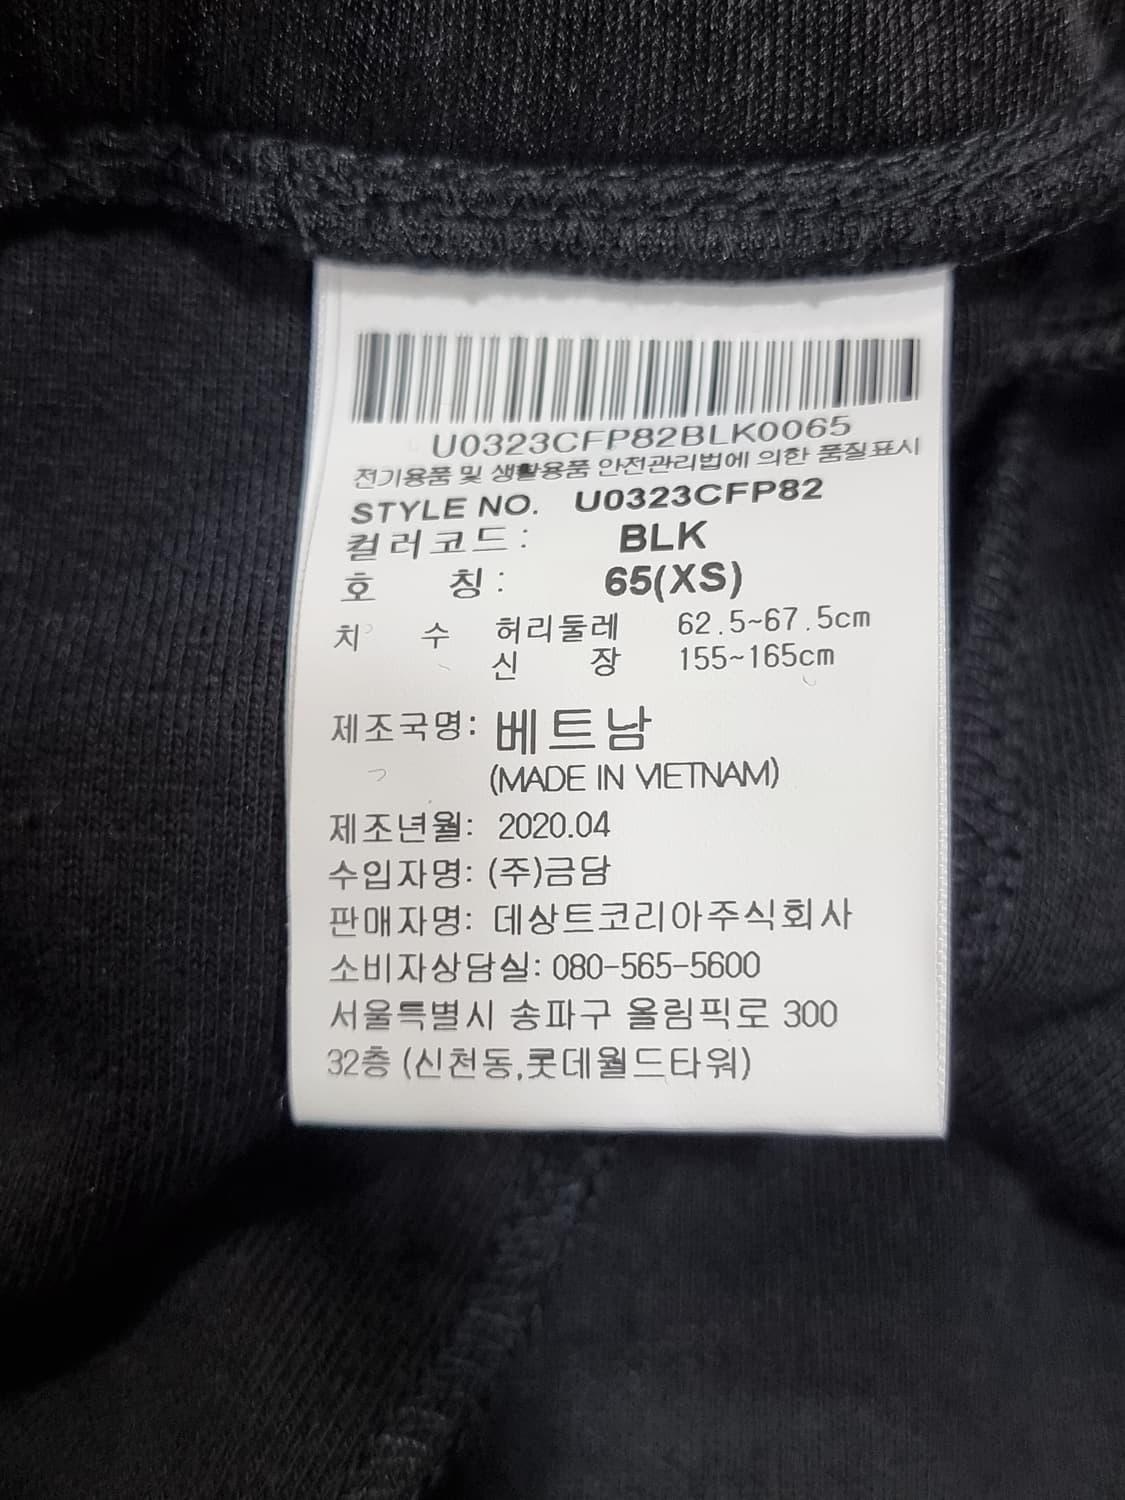 U0323CFP82BLK0065
전기용품 및 생활용품 안전관리법에 의한 품질표시
STYLE NO. U0323CFP82
컬러코드: BLK
호 칭: 65(XS)
치 수 허리둘레 62.5~67.5cm
신 장 155~165cm
제조국명: 베트남
(MADE IN VIETNAM)
제조년월: 2020.04
수입자명: (주)금담
판매자명: 데상트코리아주식회사
소비자상담실: 080-565-5600
서울특별시 송파구 올림픽로 300
32층 (신천동,롯데월드타워)